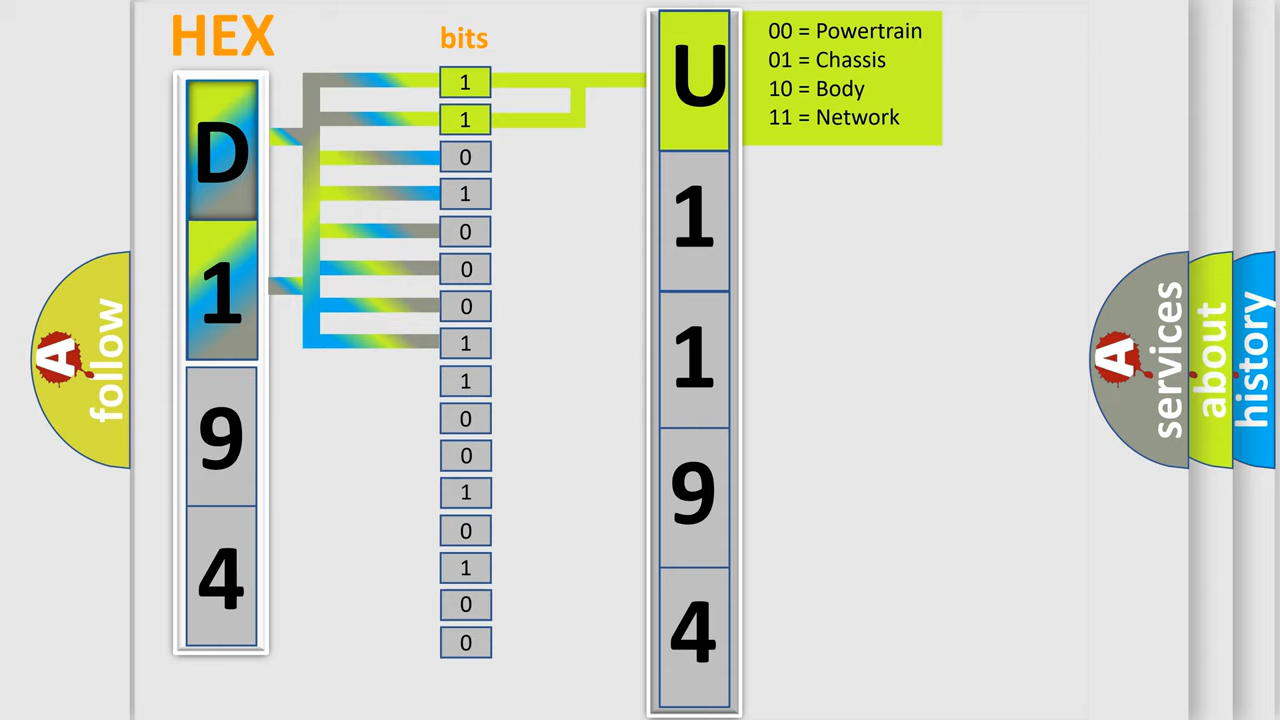 HEX
bits
D
1
9
4
1
1
0
1
0
0
0
1
1
0
0
1
0
1
0
0
U
1
1
9
4
00 = Powertrain
01 = Chassis
10 = Body
11 = Network
A
follow
A
services
about
history